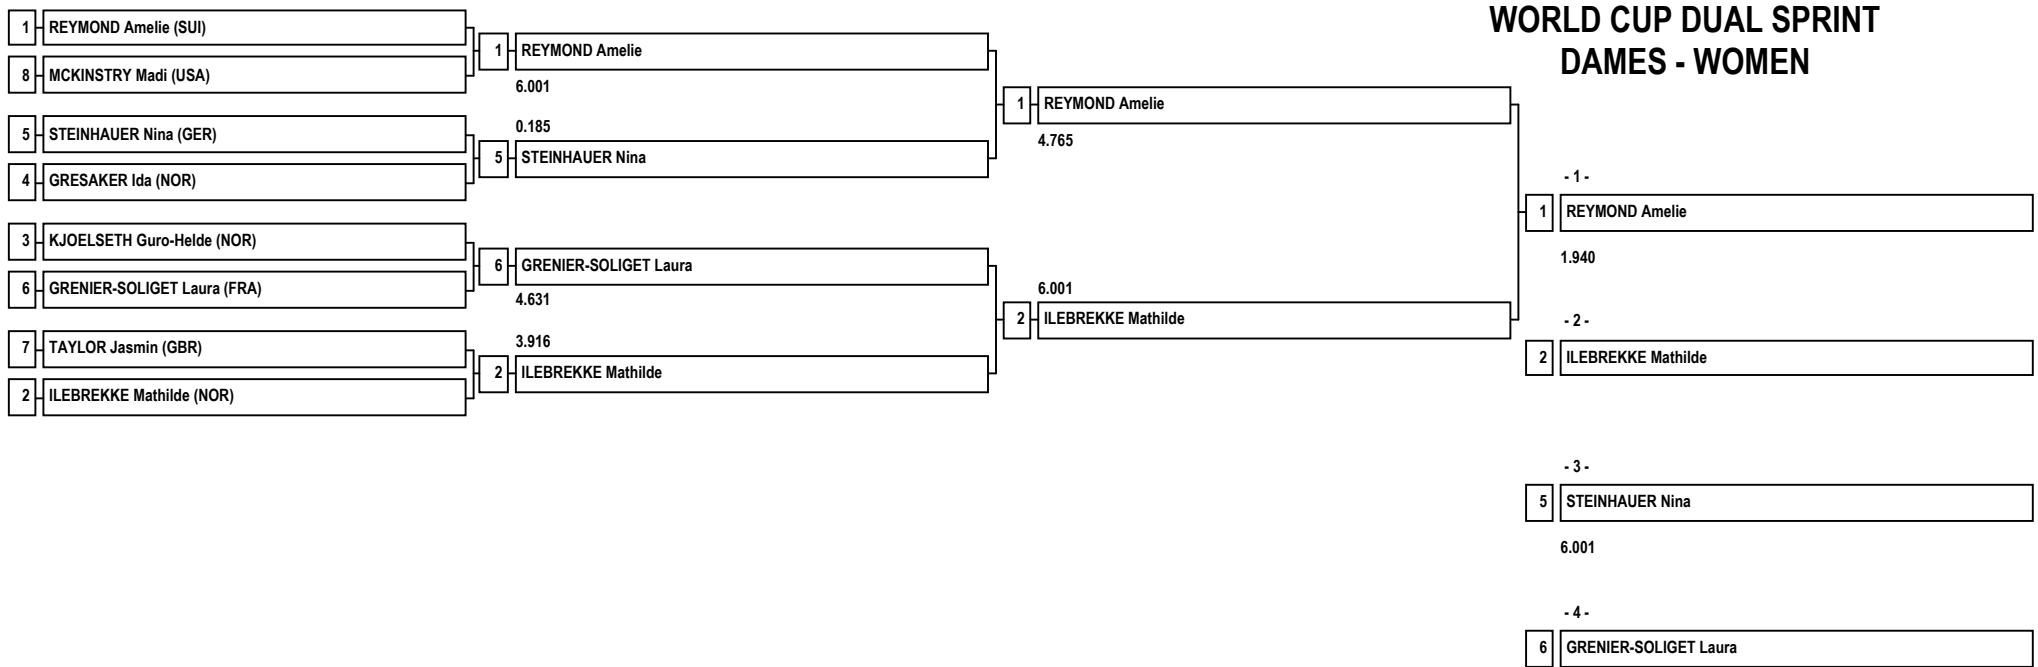 WORLD CUP DUAL SPRINT
DAMES - WOMEN
1 REYMOND Amelie (SUI)
8 MCKINSTRY Madi (USA)
5 STEINHAUER Nina (GER)
4 GRESAKER Ida (NOR)
3 KJOELSETH Guro-Helde (NOR)
6 GRENIER-SOLIGET Laura (FRA)
7 TAYLOR Jasmin (GBR)
2 ILEBREKKE Mathilde (NOR)
1 REYMOND Amelie
6.001
0.185
5 STEINHAUER Nina
6 GRENIER-SOLIGET Laura
4.631
3.916
2 ILEBREKKE Mathilde
1 REYMOND Amelie
4.765
6.001
2 ILEBREKKE Mathilde
- 1 -
1 REYMOND Amelie
1.940
- 2 -
2 ILEBREKKE Mathilde
- 3 -
5 STEINHAUER Nina
6.001
- 4 -
6 GRENIER-SOLIGET Laura